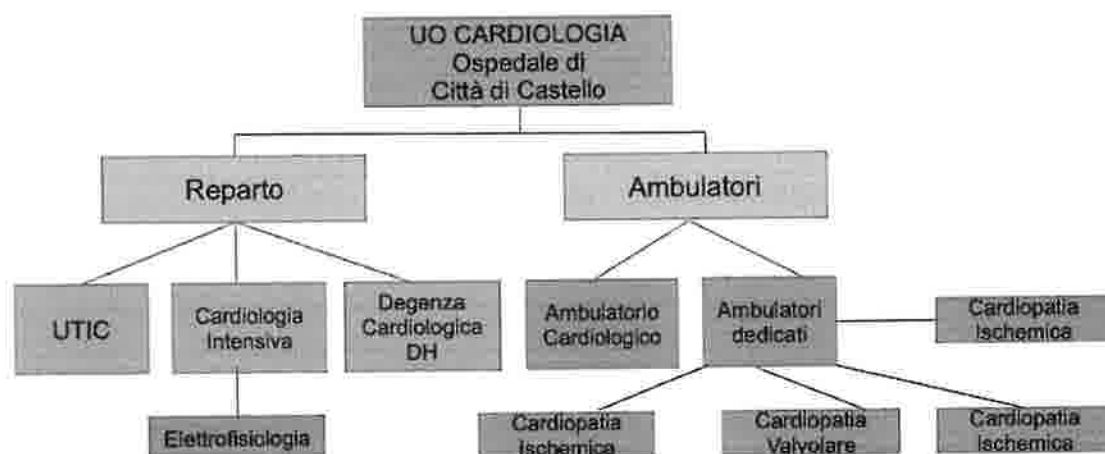 UO CARDIOLOGIA
Ospedale di
Città di Castello
Reparto
Ambulatori
UTIC
Cardiologia
Intensiva
Degenza
Cardiologica
DH
Ambulatorio
Cardiologico
Ambulatori
dedicati
Cardiopatia
Ischemica
Elettrofisiologia
Cardiopatia
Ischemica
Cardiopatia
Valvolare
Cardiopatia
Ischemica